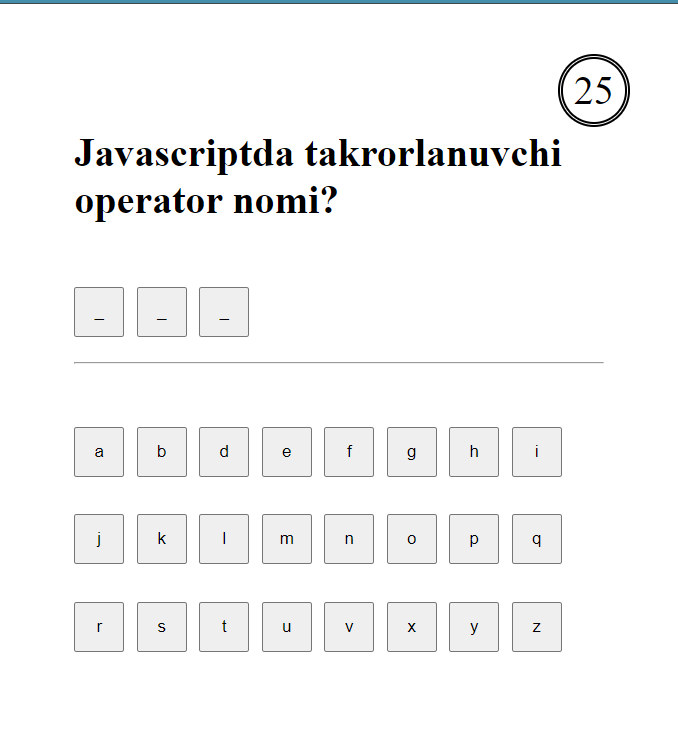 25
Javascriptda takrorlanuvchi
operator nomi?
_ _ _
a b d e f g h i
j k l m n o p q
r s t u v x y z